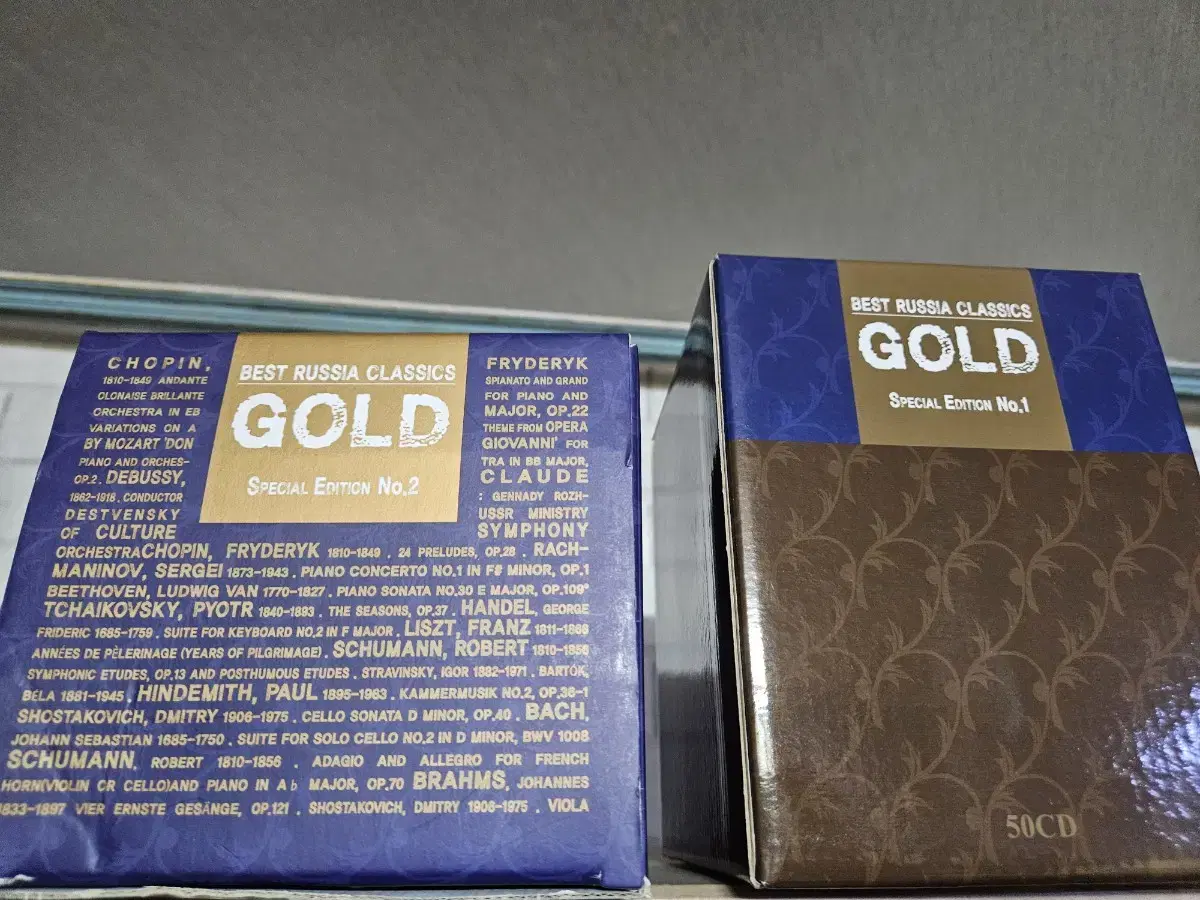 CHOPIN, FRYDERYK
1810-1849 ANDANTE SPIANATO AND GRAND
OLONAISE BRILLANTE FOR PIANO AND
ORCHESTRA IN EB MAJOR, OP.22
VARIATIONS ON A THEME FROM OPERA
BY MOZART 'DON GIOVANNI' FOR
PIANO AND ORCHES- TRA IN BB MAJOR,
OP.2. DEBUSSY, CLAUDE
1862-1918. CONDUCTOR : GENNADY ROZH-
DESTVENSKY USSR MINISTRY
OF CULTURE SYMPHONY
BEST RUSSIA CLASSICS
GOLD
SPECIAL EDITION NO.2
ORCHESTRACHOPIN, FRYDERYK 1810-1849 . 24 PRELUDES, OP.28 . RACH-
MANINOV, SERGEI 1873-1943 . PIANO CONCERTO NO.1 IN F# MINOR, OP.1
BEETHOVEN, LUDWIG VAN 1770-1827 . PIANO SONATA NO.30 E MAJOR, OP.109"
TCHAIKOVSKY, PYOTR 1840-1893 . THE SEASONS, OP.37 . HANDEL, GEORGE
FRIDERIC 1685-1759 . SUITE FOR KEYBOARD NO.2 IN F MAJOR . LISZT, FRANZ 1811-1886
ANNÉES DE PÈLERINAGE (YEARS OF PILGRIMAGE) . SCHUMANN, ROBERT 1810-1856
SYMPHONIC ETUDES, OP.13 AND POSTHUMOUS ETUDES . STRAVINSKY, IGOR 1882-1971 . BARTÓK,
BELA 1881-1945 . HINDEMITH, PAUL 1895-1963 . KAMMERMUSIK NO.2, OP.36-1
SHOSTAKOVICH, DMITRY 1906-1975 . CELLO SONATA D MINOR, OP.40 . BACH,
JOHANN SEBASTIAN 1685-1750 . SUITE FOR SOLO CELLO NO.2 IN D MINOR, BWV 1008
SCHUMANN, ROBERT 1810-1856 . ADAGIO AND ALLEGRO FOR FRENCH
HORN(VIOLIN CR CELLO)AND PIANO IN A♭ MAJOR, OP.70 BRAHMS, JOHANNES
1833-1897 VIER ERNSTE GESÄNGE, OP.121 . SHOSTAKOVICH, DMITRY 1906-1975 . VIOLA
BEST RUSSIA CLASSICS
GOLD
SPECIAL EDITION NO.1
50CD